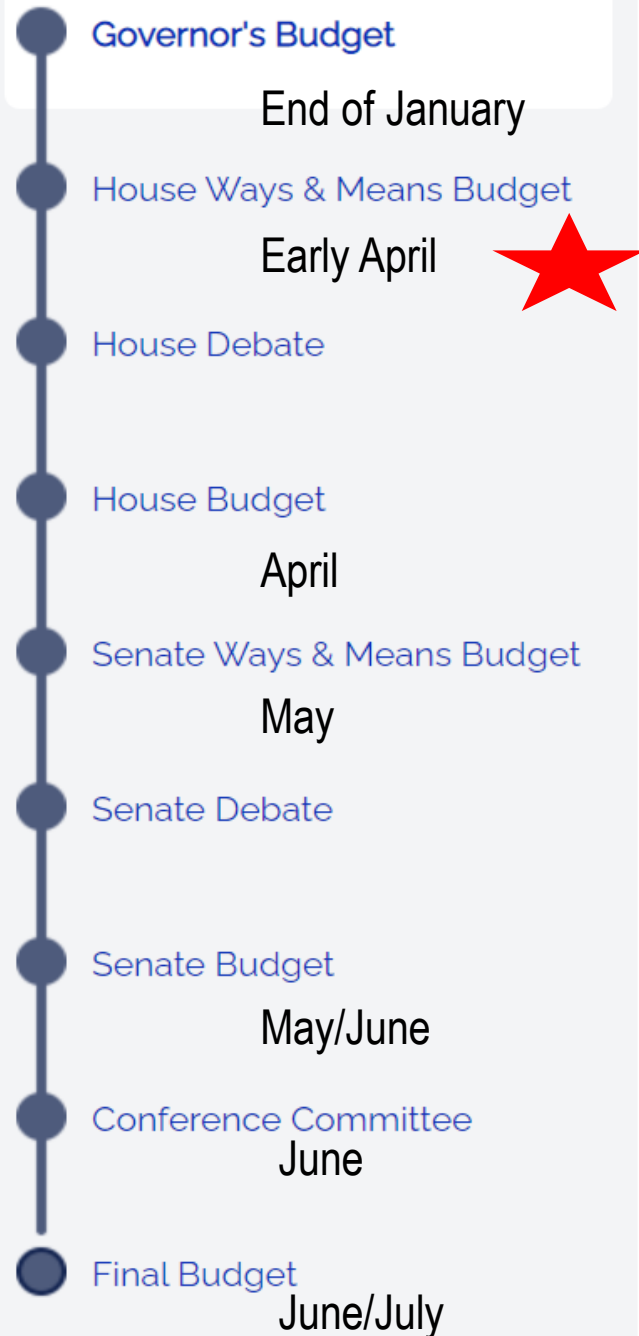 Governor's Budget
End of January
House Ways & Means Budget
Early April
House Debate
House Budget
April
Senate Ways & Means Budget
May
Senate Debate
Senate Budget
May/June
Conference Committee
June
Final Budget
June/July